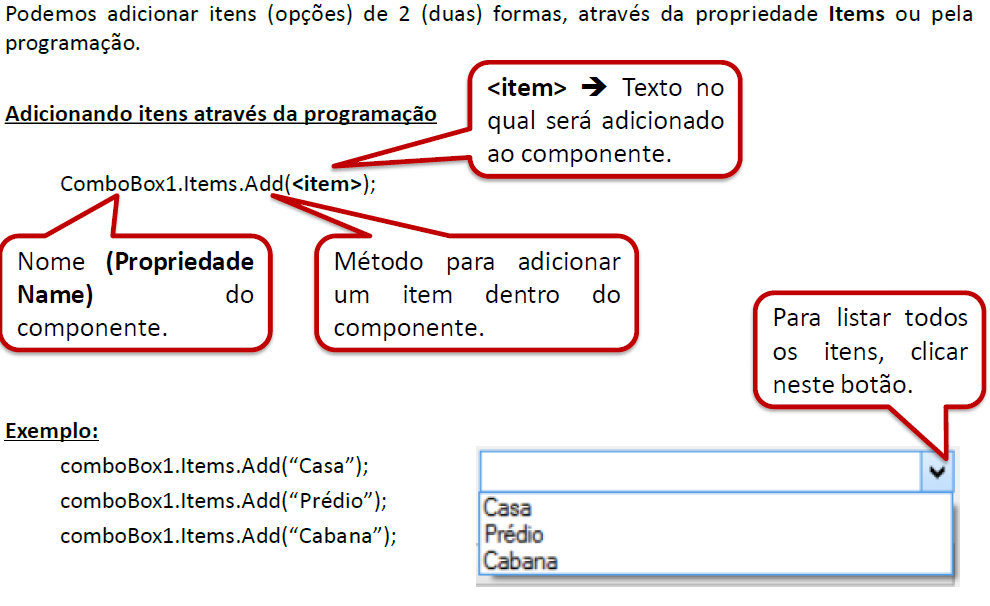 Podemos adicionar itens (opções) de 2 (duas) formas, através da propriedade Items ou pela
programação.
Adicionando itens através da programação
<item> → Texto no
qual será adicionado
ao componente.
ComboBox1.Items.Add(<item>);
Nome (Propriedade
Name) do
componente.
Método para adicionar
um item dentro do
componente.
Para listar todos
os itens, clicar
neste botão.
Exemplo:
comboBox1.Items.Add(“Casa”);
comboBox1.Items.Add(“Prédio”);
comboBox1.Items.Add(“Cabana”);
Casa
Prédio
Cabana